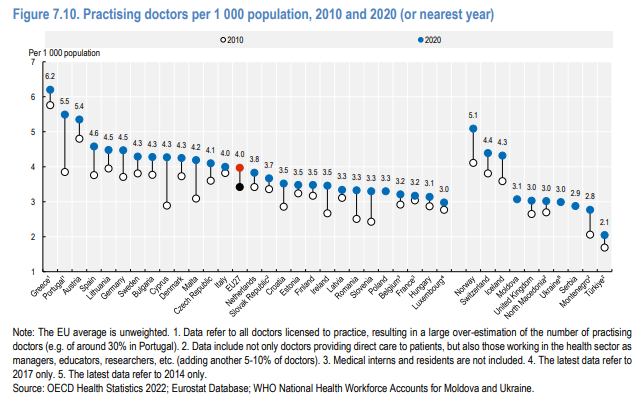 Figure 7.10. Practising doctors per 1 000 population, 2010 and 2020 (or nearest year)
2010 2020
Per 1 000 population
7
6
5
4
3
2
1
6.2 5.5 5.4 4.6 4.5 4.5 4.3 4.3 4.3 4.3 4.2 4.1 4.0 4.0 3.8 3.7 3.5 3.5 3.5 3.5 3.3 3.3 3.3 3.3 3.2 3.2 3.1 3.0 5.1 4.4 4.3 3.1 3.0 3.0 3.0 2.9 2.8 2.1
Greece¹
Portugal¹
Austria
Spain
Lithuania
Germany
Sweden
Bulgaria
Cyprus
Denmark
Malta
Czech Republic
Italy
EU27
Netherlands
Slovak Republic²
Croatia
Estonia
Finland
Ireland
Latvia
Romania
Slovenia
Poland
Belgium³
France²
Hungary
Luxembourg⁴
Norway
Switzerland
Iceland
Moldova
United Kingdom
North Macedonia²
Ukraine⁵
Serbia
Montenegro²
Türkiye²
Note: The EU average is unweighted. 1. Data refer to all doctors licensed to practice, resulting in a large over-estimation of the number of practising
doctors (e.g. of around 30% in Portugal). 2. Data include not only doctors providing direct care to patients, but also those working in the health sector as
managers, educators, researchers, etc. (adding another 5-10% of doctors). 3. Medical interns and residents are not included. 4. The latest data refer to
2017 only. 5. The latest data refer to 2014 only.
Source: OECD Health Statistics 2022; Eurostat Database; WHO National Health Workforce Accounts for Moldova and Ukraine.